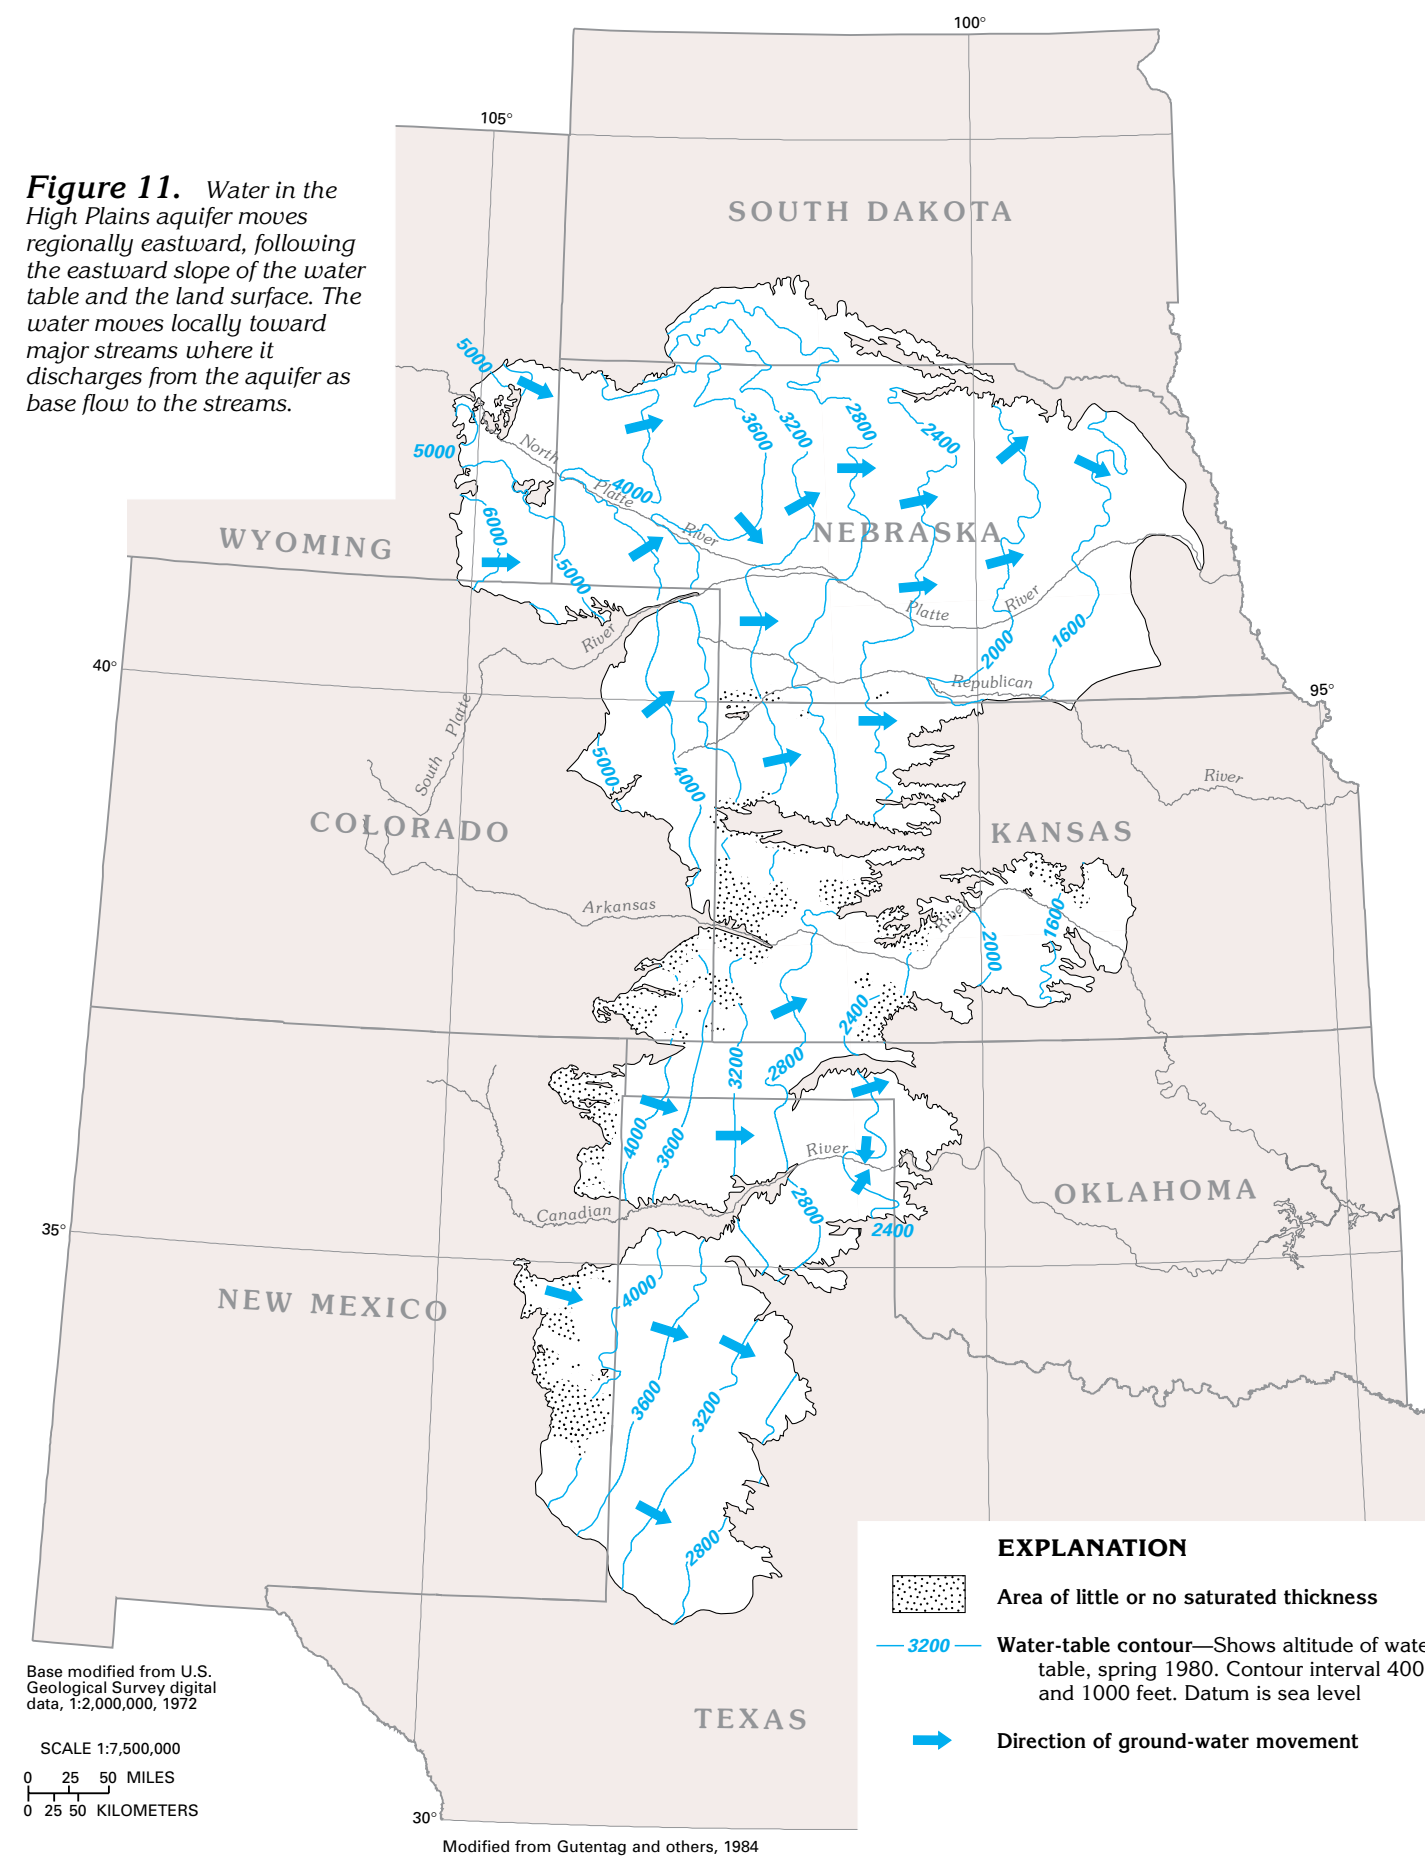 100°
105°
Figure 11. Water in the
High Plains aquifer moves
regionally eastward, following
the eastward slope of the water
table and the land surface. The
water moves locally toward
major streams where it
discharges from the aquifer as
base flow to the streams.
SOUTH DAKOTA
5000
5000
3600
3200
2800
2400
North
Platte
River
4000
6000
WYOMING
NEBRASKA
5000
Platte
River
River
2000
1600
40°
Republican
95°
South Platte
5000
4000
River
COLORADO
KANSAS
Arkansas
River
1600
2000
2400
3200
2800
4000
3600
River
OKLAHOMA
Canadian
2800
2400
35°
NEW MEXICO
4000
3600
3200
2800
EXPLANATION
Area of little or no saturated thickness
3200
Water-table contour—Shows altitude of wate
table, spring 1980. Contour interval 400
and 1000 feet. Datum is sea level
Direction of ground-water movement
TEXAS
Base modified from U.S.
Geological Survey digital
data, 1:2,000,000, 1972
SCALE 1:7,500,000
0 25 50 MILES
0 25 50 KILOMETERS
30°
Modified from Gutentag and others, 1984